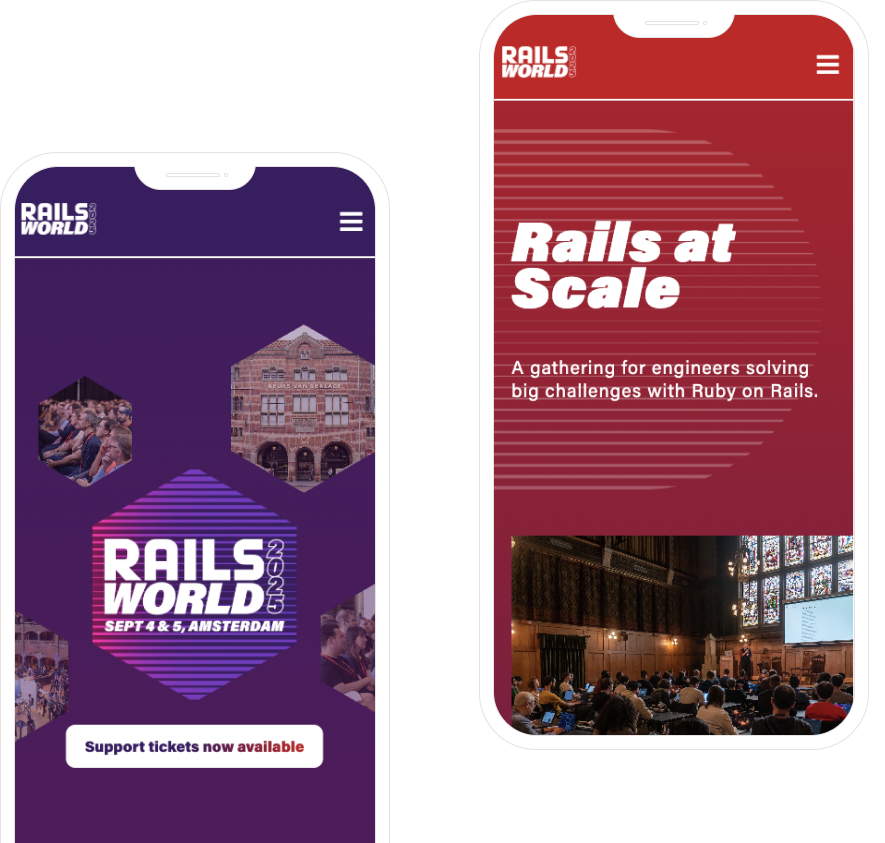 RAILS
WORLD 2025
BEURS VAN BERLAGE
RAILS 2025
WORLD
SEPT 4 & 5, AMSTERDAM
Support tickets now available
RAILS
WORLD 2025
Rails at
Scale
A gathering for engineers solving
big challenges with Ruby on Rails.